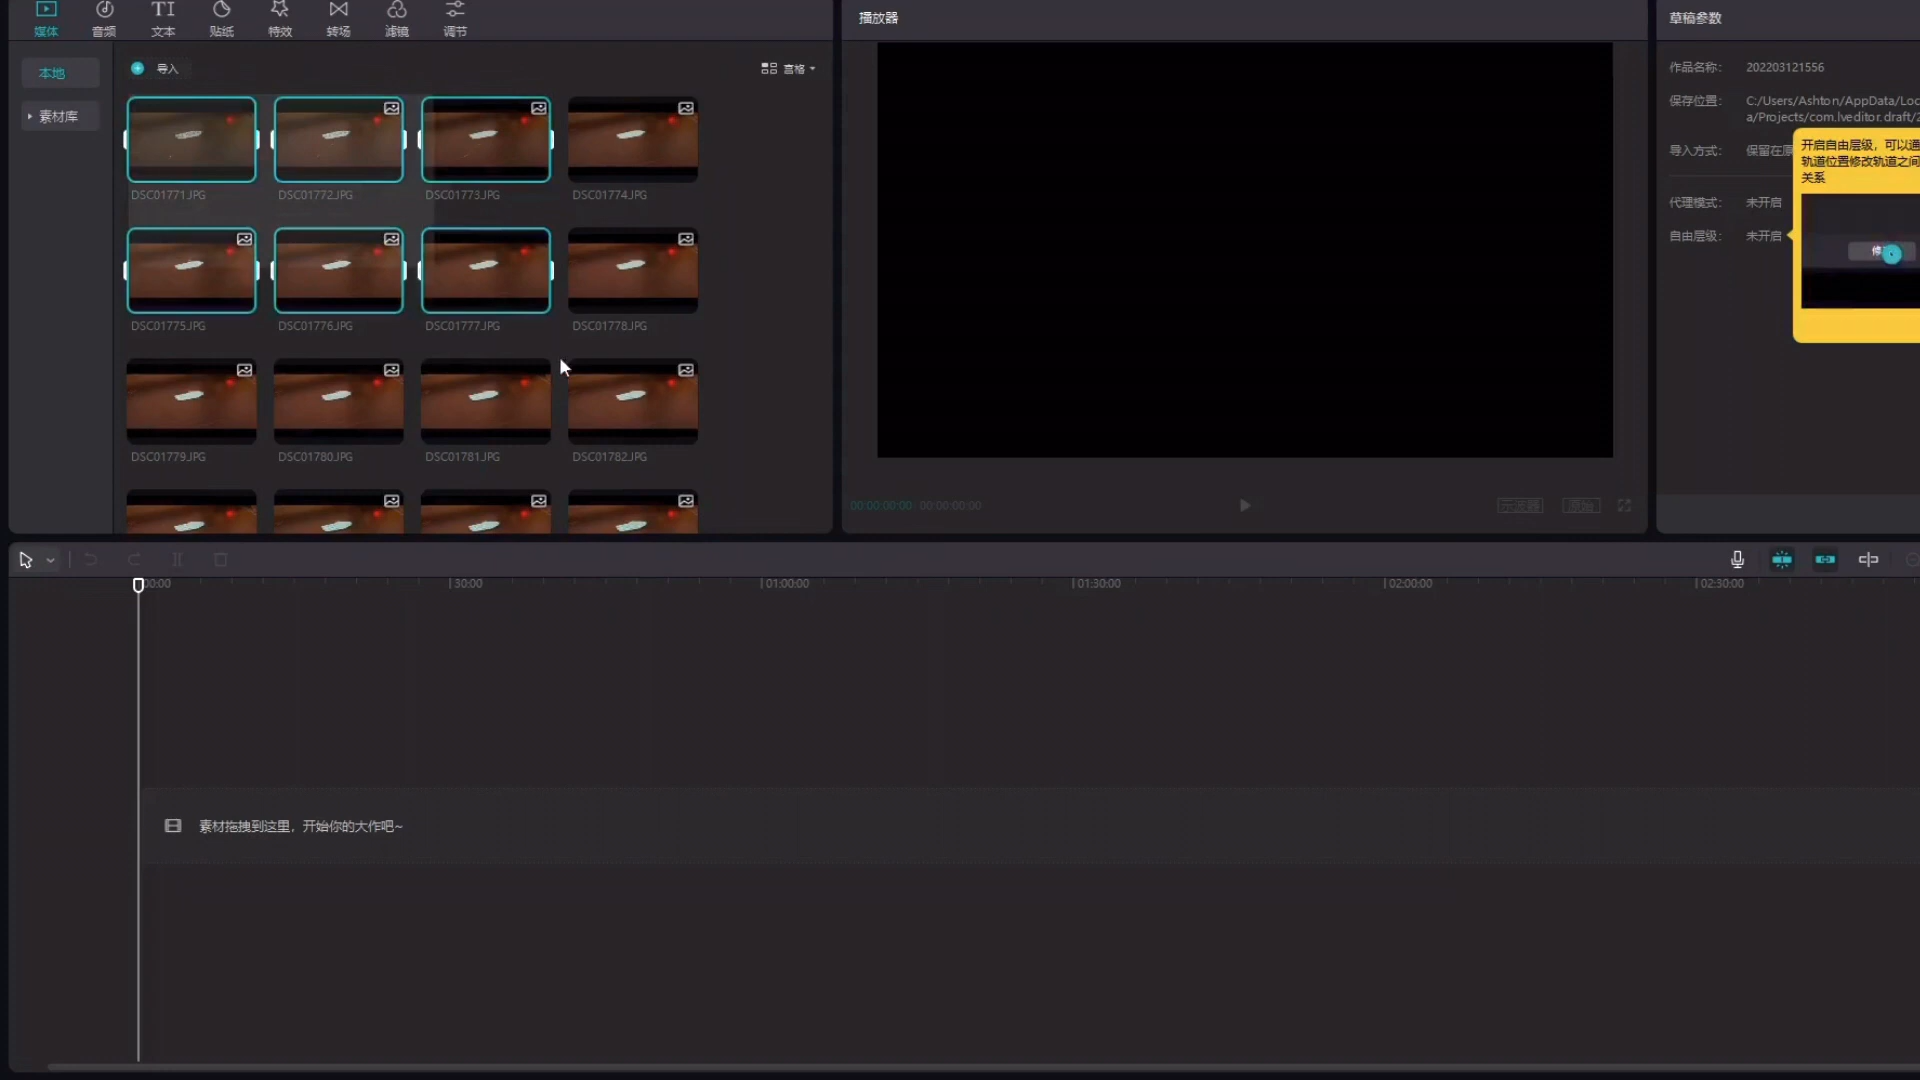 媒体
音频
文本
贴纸
特效
转场
滤镜
调节
本地
素材库
导入
宫格
DSC01771.JPG
DSC01772.JPG
DSC01773.JPG
DSC01774.JPG
DSC01775.JPG
DSC01776.JPG
DSC01777.JPG
DSC01778.JPG
DSC01779.JPG
DSC01780.JPG
DSC01781.JPG
DSC01782.JPG
播放器
00:00:00:00 00:00:00:00
示波器
原始
草稿参数
作品名称： 202203121556
保存位置： C:/Users/Ashton/AppData/Loc
a/Projects/com.lveditor.draft/2
导入方式： 保留在原
代理模式： 未开启
自由层级： 未开启
开启自由层级，可以通
轨道位置修改轨道之间
关系
00:00
30:00
01:00:00
01:30:00
02:00:00
02:30:00
素材拖拽到这里，开始你的大作吧~